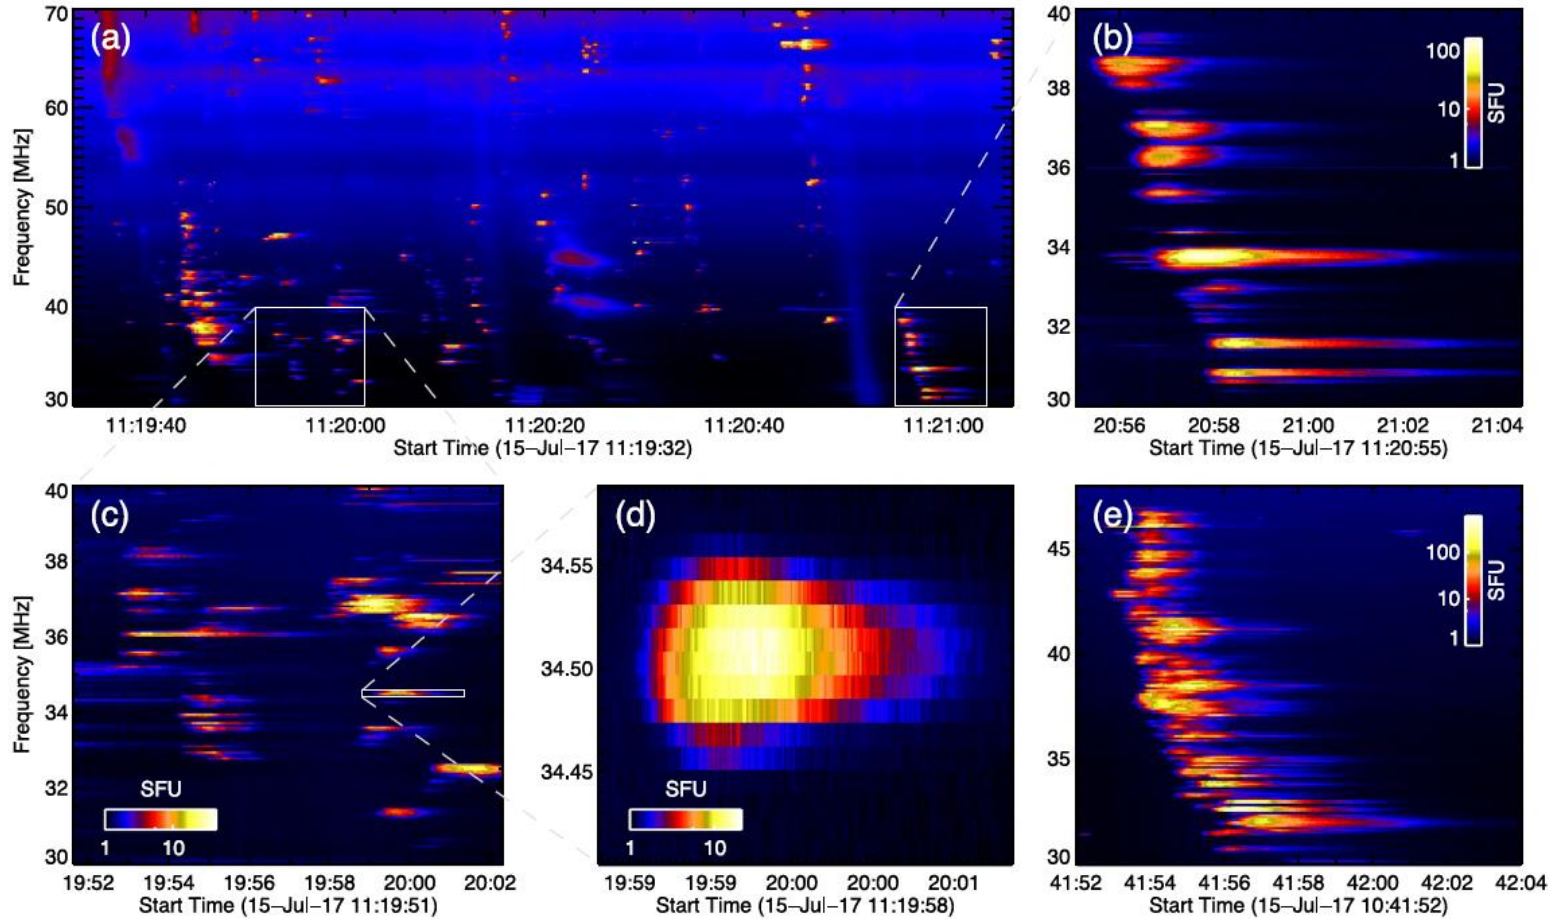 (a)
70
60
50
40
30
Frequency [MHz]
11:19:40 11:20:00 11:20:20 11:20:40 11:21:00
Start Time (15-Jul-17 11:19:32)
(b)
40
38
36
34
32
30
100
10
1
SFU
20:56 20:58 21:00 21:02 21:04
Start Time (15-Jul-17 11:20:55)
(c)
40
38
36
34
32
30
Frequency [MHz]
SFU
1 10
19:52 19:54 19:56 19:58 20:00 20:02
Start Time (15-Jul-17 11:19:51)
(d)
34.55
34.50
34.45
SFU
1 10
19:59 19:59 20:00 20:00 20:01
Start Time (15-Jul-17 11:19:58)
(e)
45
40
35
30
100
10
1
SFU
41:52 41:54 41:56 41:58 42:00 42:02 42:04
Start Time (15-Jul-17 10:41:52)